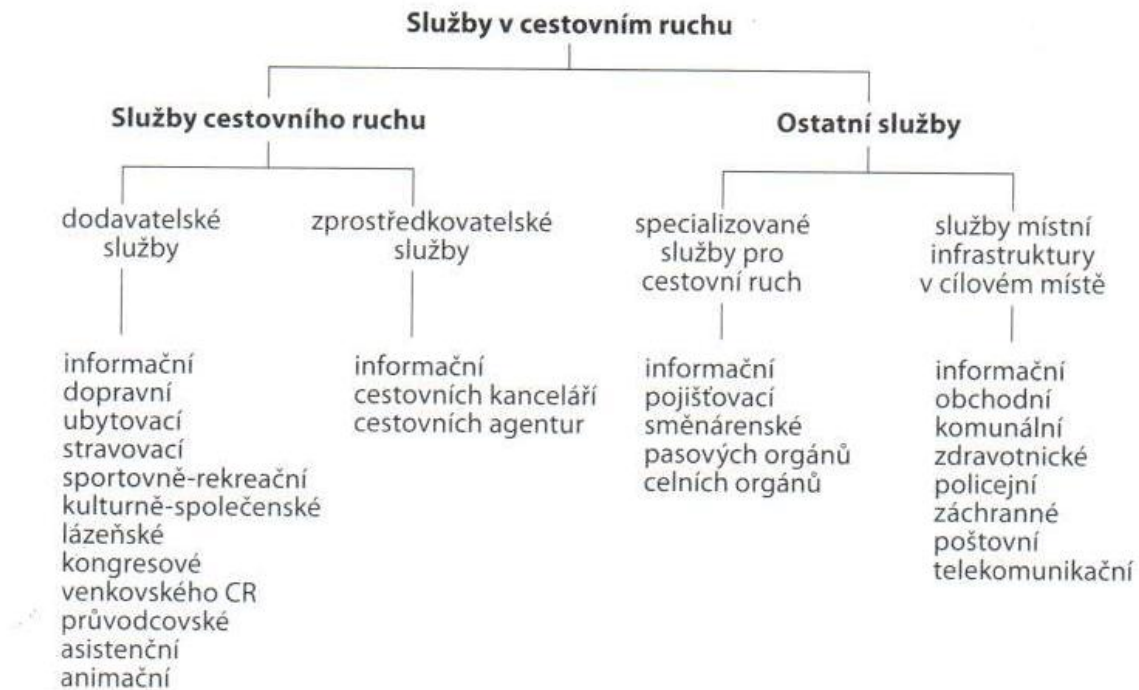 Služby v cestovním ruchu
Služby cestovního ruchu
Ostatní služby
dodavatelské
služby
zprostředkovatelské
služby
specializované
služby pro
cestovní ruch
služby místní
infrastruktury
v cílovém místě
informační
dopravní
ubytovací
stravovací
sportovně-rekreační
kulturně-společenské
lázeňské
kongresové
venkovského CR
průvodcovské
asistenční
animační
informační
cestovních kanceláří
cestovních agentur
informační
pojišťovací
směnárenské
pasových orgánů
celních orgánů
informační
obchodní
komunální
zdravotnické
policejní
záchranné
poštovní
telekomunikační